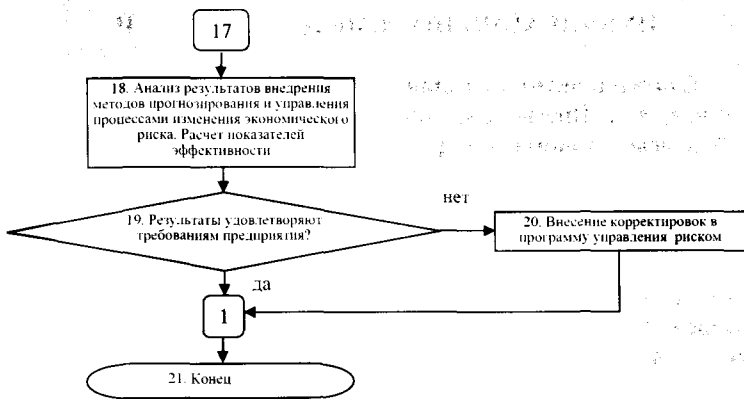 17
18. Анализ результатов внедрения
методов прогнозирования и управления
процессами изменения экономического
риска. Расчет показателей
эффективности
19. Результаты удовлетворяют
требованиям предприятия?
нет
20. Внесение корректировок в
программу управления риском
да
1
21. Конец